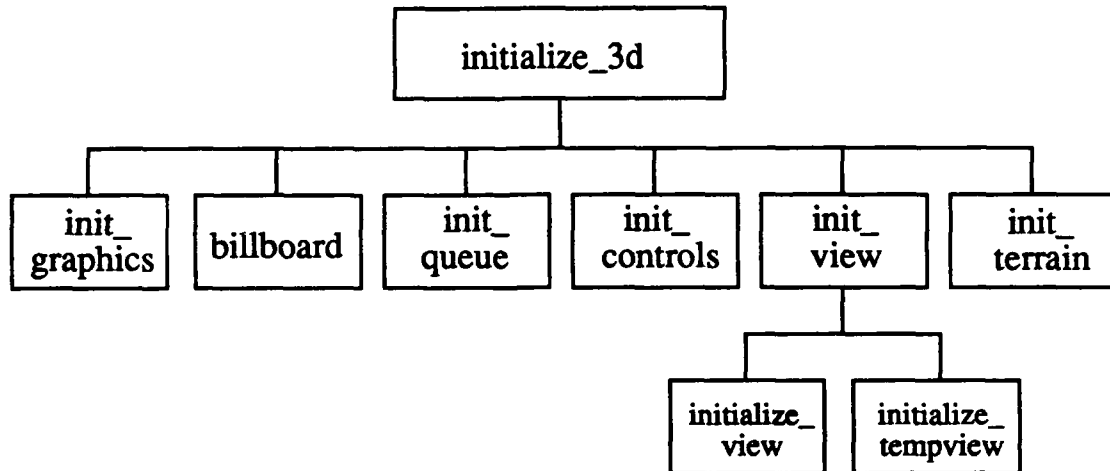 initialize_3d
init_
graphics
billboard
init_
queue
init_
controls
init_
view
init_
terrain
initialize_
view
initialize_
tempview